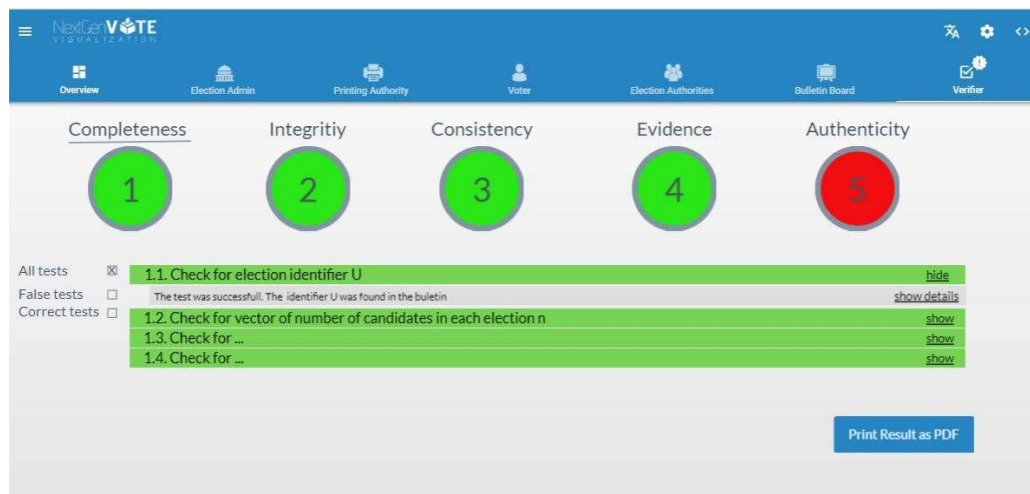 NextGenVOTE
VISUALIZATION
Overview
Election Admin
Printing Authority
Voter
Election Authorities
Bulletin Board
Verifier
Completeness
Integritiy
Consistency
Evidence
Authenticity
1
2
3
4
5
All tests
False tests
Correct tests
1.1. Check for election identifier U hide
The test was successfull. The identifier U was found in the buletin show details
1.2. Check for vector of number of candidates in each election n show
1.3. Check for ... show
1.4. Check for ... show
Print Result as PDF